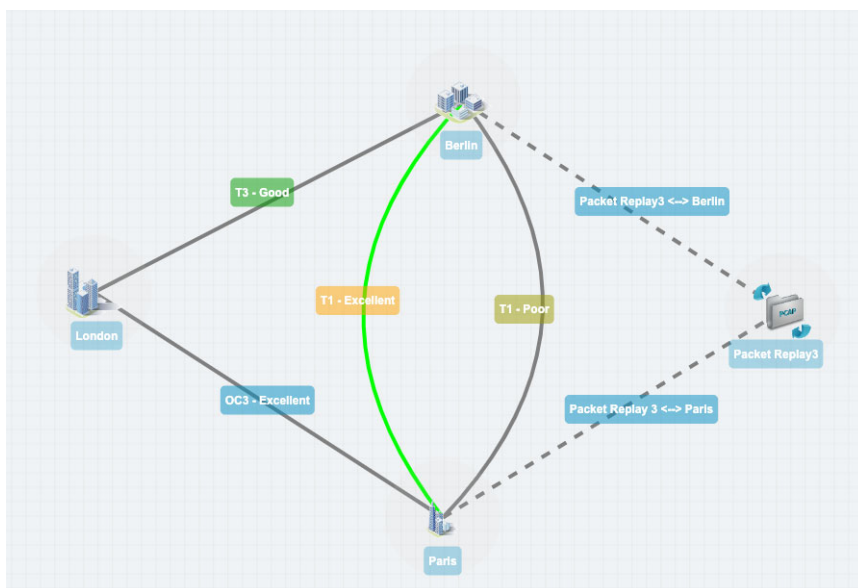 Berlin
T3 - Good
Packet Replay3 <--> Berlin
T1 - Excellent
T1 - Poor
PCAP
London
Packet Replay3
OC3 - Excellent
Packet Replay 3 <--> Paris
Paris